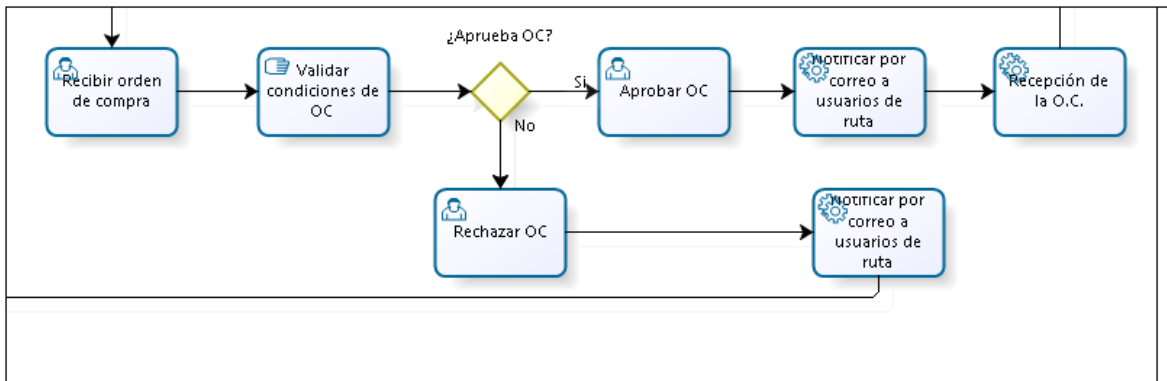 ¿Aprueba OC?
Recibir orden
de compra
Validar
condiciones de
OC
Si
No
Aprobar OC
Notificar por
correo a
usuarios de
ruta
Recepción de
la O.C.
Rechazar OC
Notificar por
correo a
usuarios de
ruta